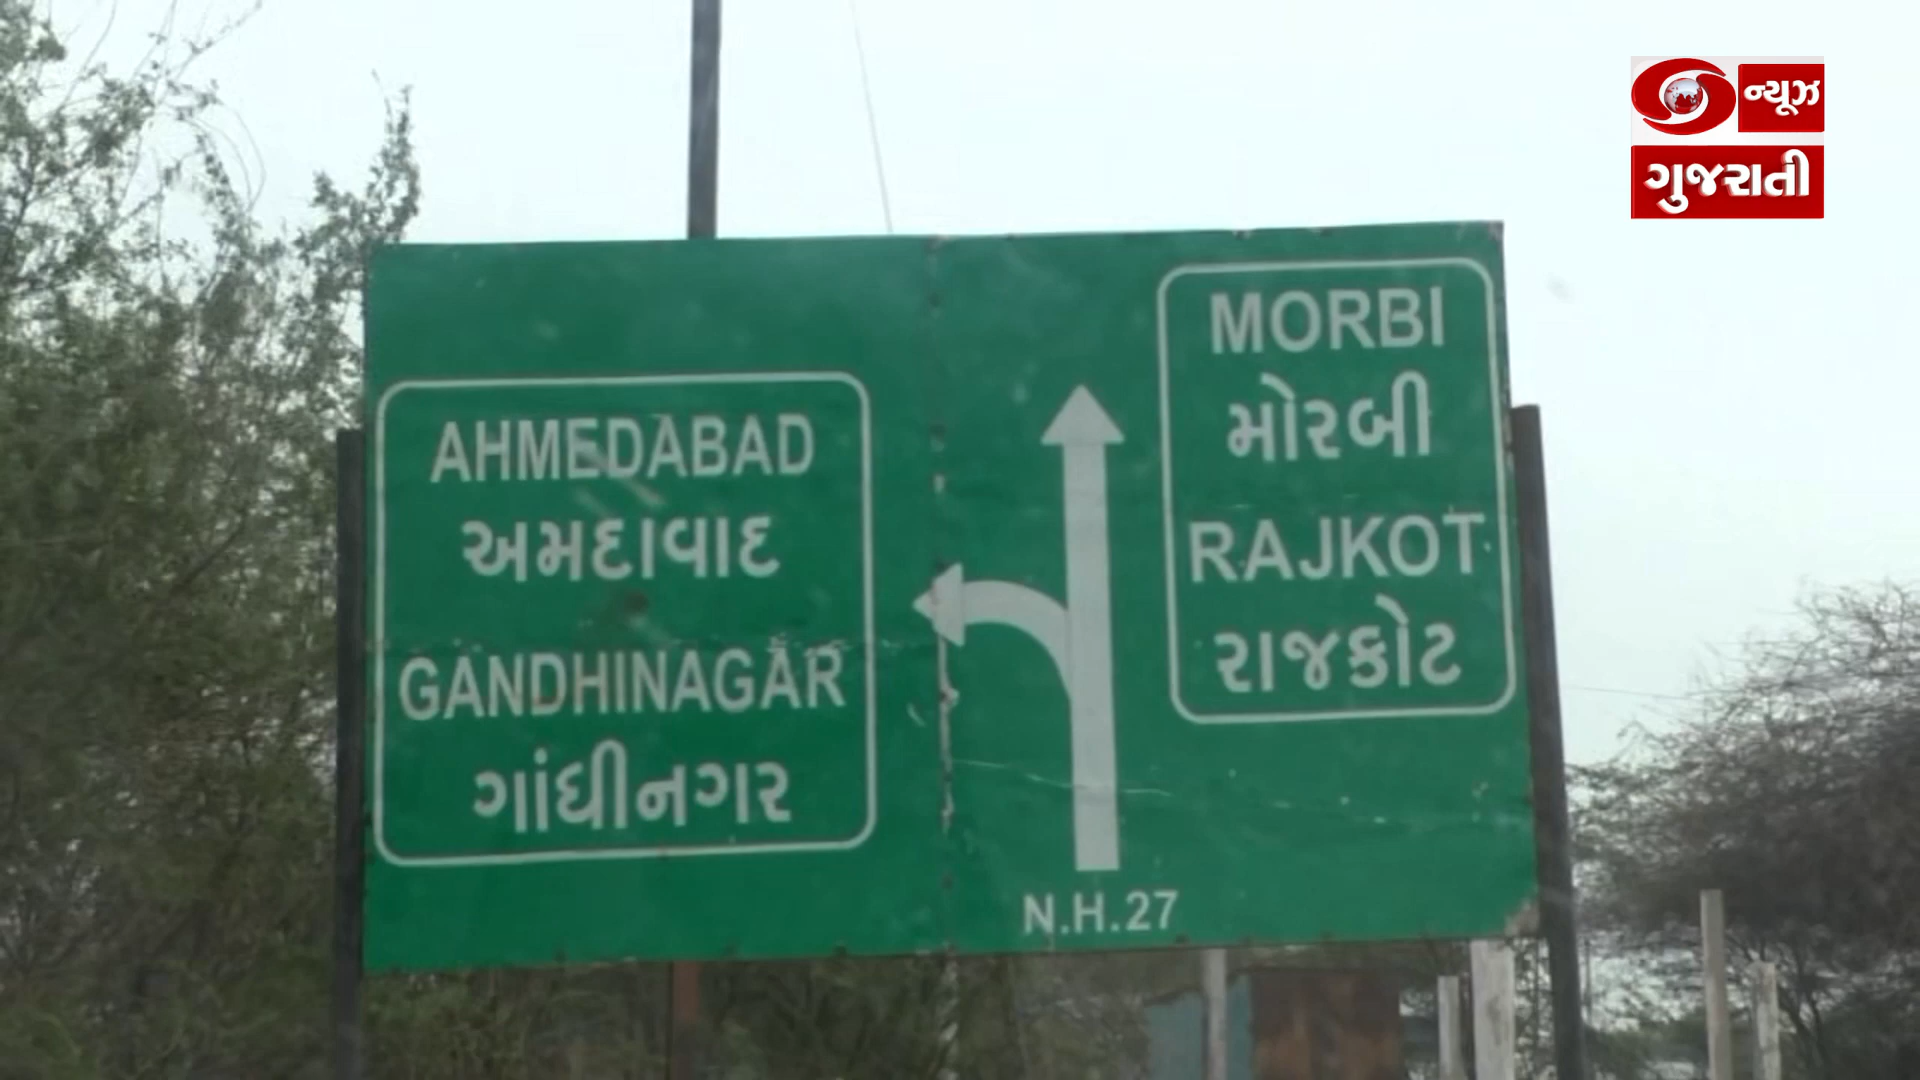 ન્યૂઝ
ગુજરાતી
AHMEDABAD
અમદાવાદ
GANDHINAGAR
ગાંધીનગર
MORBI
મોરબી
RAJKOT
રાજકોટ
N.H.27